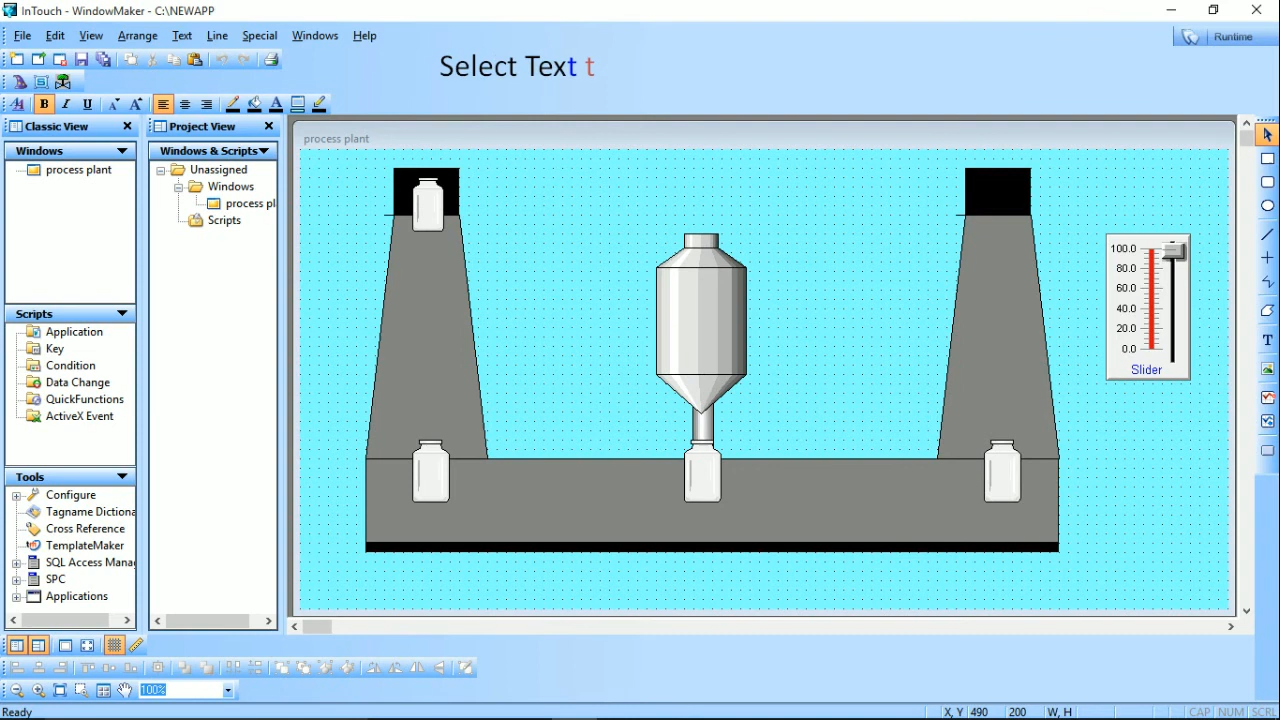 InTouch - WindowMaker - C:\NEWAPP
File Edit View Arrange Text Line Special Windows Help
Runtime
Select Text t
B I U A A A
Classic View
Project View
Windows
Windows & Scripts
process plant
process plant
Unassigned
Windows
process pl
Scripts
Scripts
Application
Key
Condition
Data Change
QuickFunctions
ActiveX Event
100.0
80.0
60.0
40.0
20.0
0.0
Slider
T
Tools
Configure
Tagname Dictiona
Cross Reference
TemplateMaker
SQL Access Mana
SPC
Applications
100%
Ready
X, Y 490 200 W, H CAP NUM SCRL